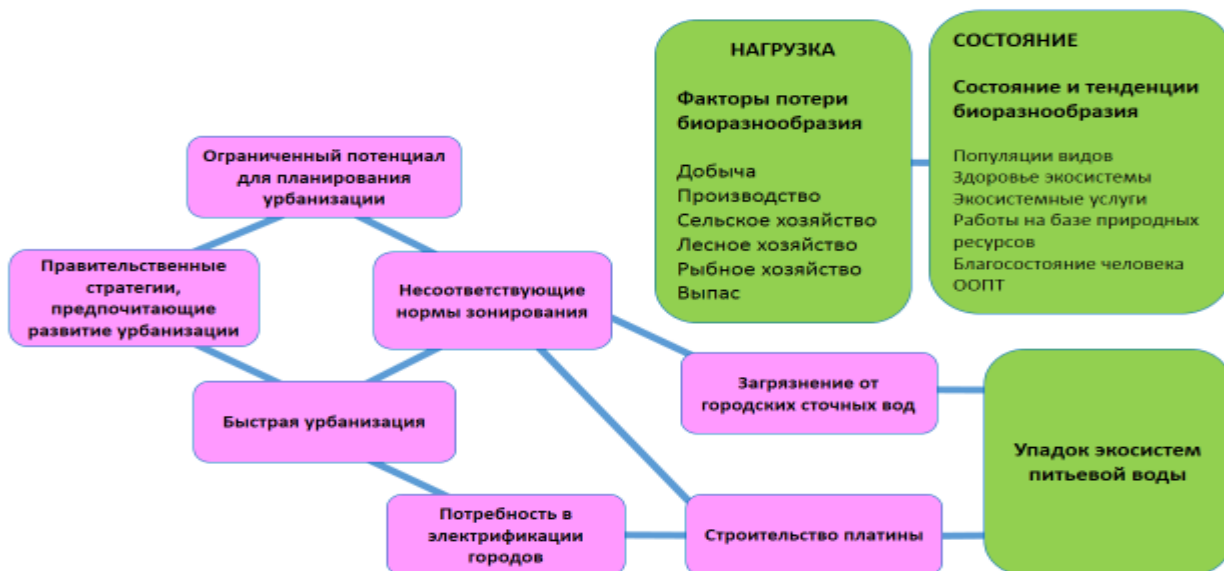 НАГРУЗКА
Факторы потери
биоразнообразия
Добыча
Производство
Сельское хозяйство
Лесное хозяйство
Рыбное хозяйство
Выпас
СОСТОЯНИЕ
Состояние и тенденции
биоразнообразия
Популяции видов
Здоровье экосистемы
Экосистемные услуги
Работы на базе природных
ресурсов
Благосостояние человека
ООПТ
Ограниченный потенциал
для планирования
урбанизации
Правительственные
стратегии,
предпочитающие
развитие урбанизации
Несоответствующие
нормы зонирования
Быстрая урбанизация
Загрязнение от
городских сточных вод
Упадок экосистем
питьевой воды
Потребность в
электрификации
городов
Строительство платины